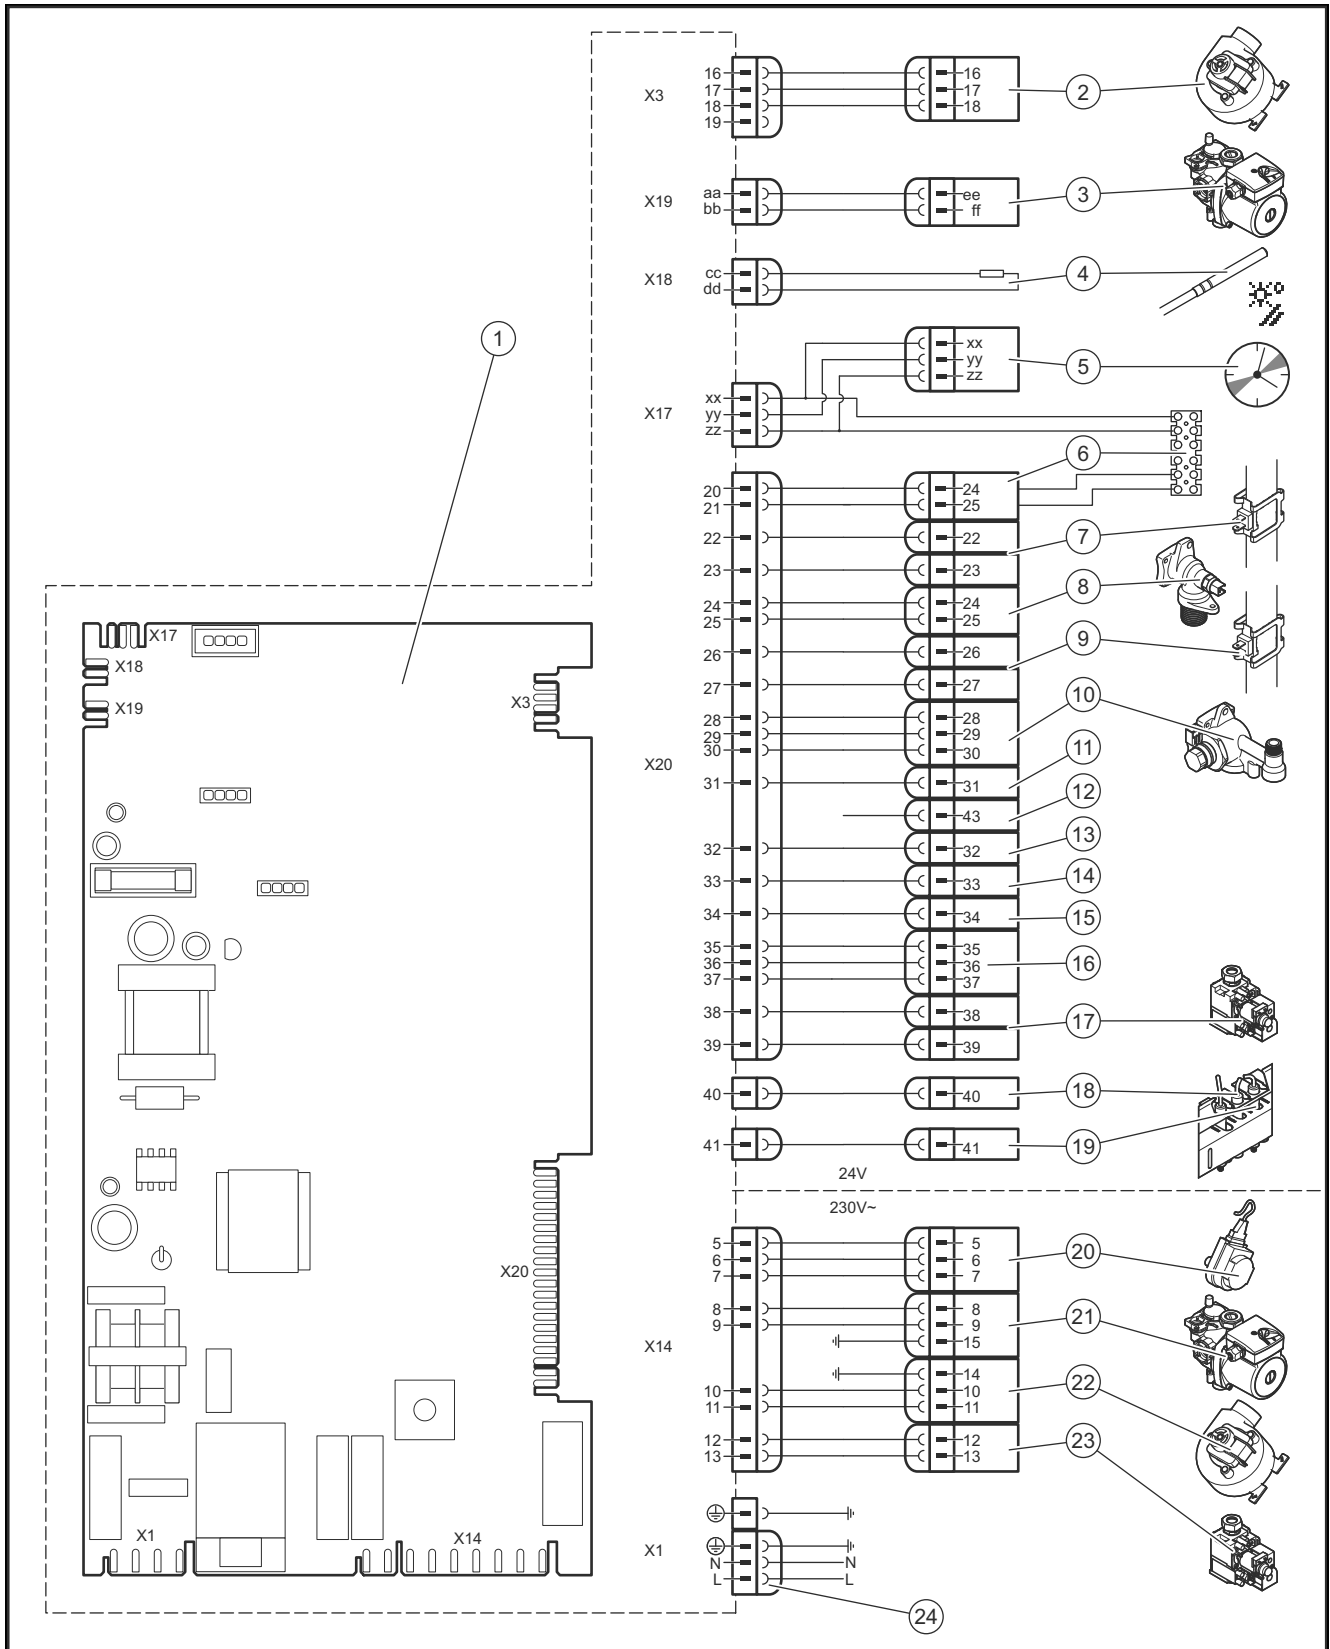 X3
16 16
17 17
18 18
19
2
X19
aa ee
bb ff
3
X18
cc
dd
4
1
xx
yy
zz
5
X17
xx
yy
zz
6
20 24
21 25
22 22
7
23 23
24 24
25 25
8
26 26
9
27 27
28 28
29 29
30 30
10
X20
31 31
11
43
12
32 32
13
33 33
14
34 34
15
35 35
36 36
37 37
16
38 38
17
39 39
40 40
18
41 41
19
24V
230V~
5 5
6 6
7 7
20
8 8
9 9
15
21
X14
14
10 10
11 11
22
12 12
13 13
23
X1
N N
L L
24
X17
X18
X19
X3
X20
X1
X14